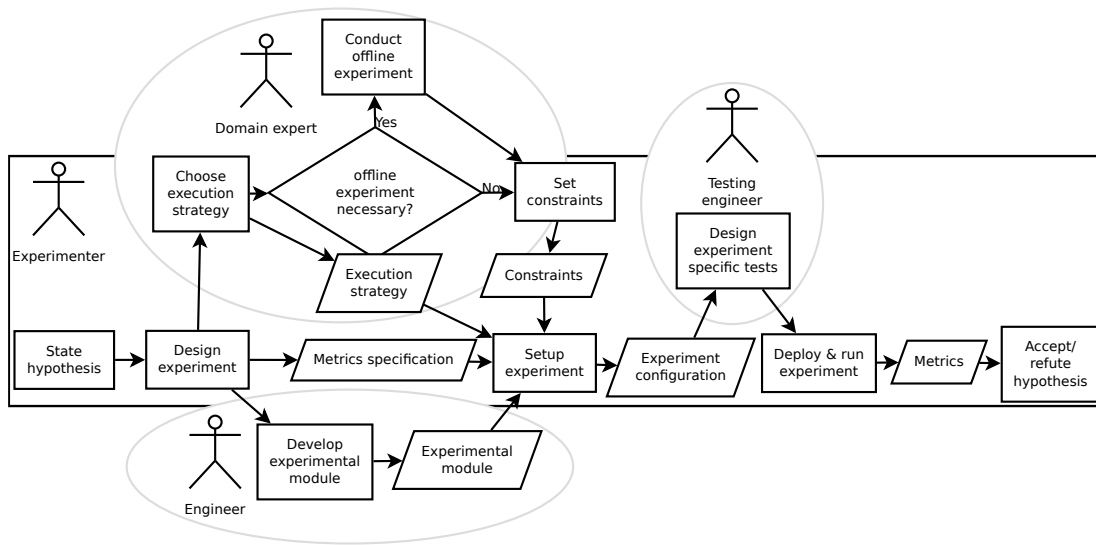 Conduct
offline
experiment
Domain expert
Yes
Testing
engineer
Experimenter
Choose
execution
strategy
offline
experiment
necessary?
No
Set
constraints
Design
experiment
specific tests
Execution
strategy
Constraints
State
hypothesis
Design
experiment
Metrics specification
Setup
experiment
Experiment
configuration
Deploy & run
experiment
Metrics
Accept/
refute
hypothesis
Engineer
Develop
experimental
module
Experimental
module